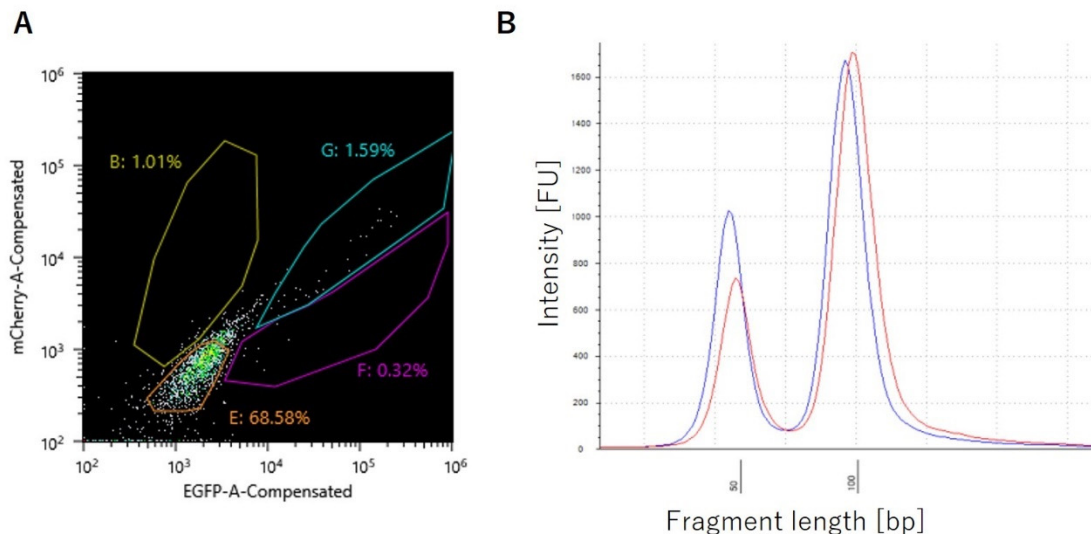 A
B
10^6
10^5
10^4
10^3
10^2
mCherry-A-Compensated
B: 1.01%
G: 1.59%
F: 0.32%
E: 68.58%
10^2
10^3
10^4
10^5
10^6
EGFP-A-Compensated
Intensity [FU]
1600
1400
1200
1000
800
600
400
200
0
50
100
Fragment length [bp]